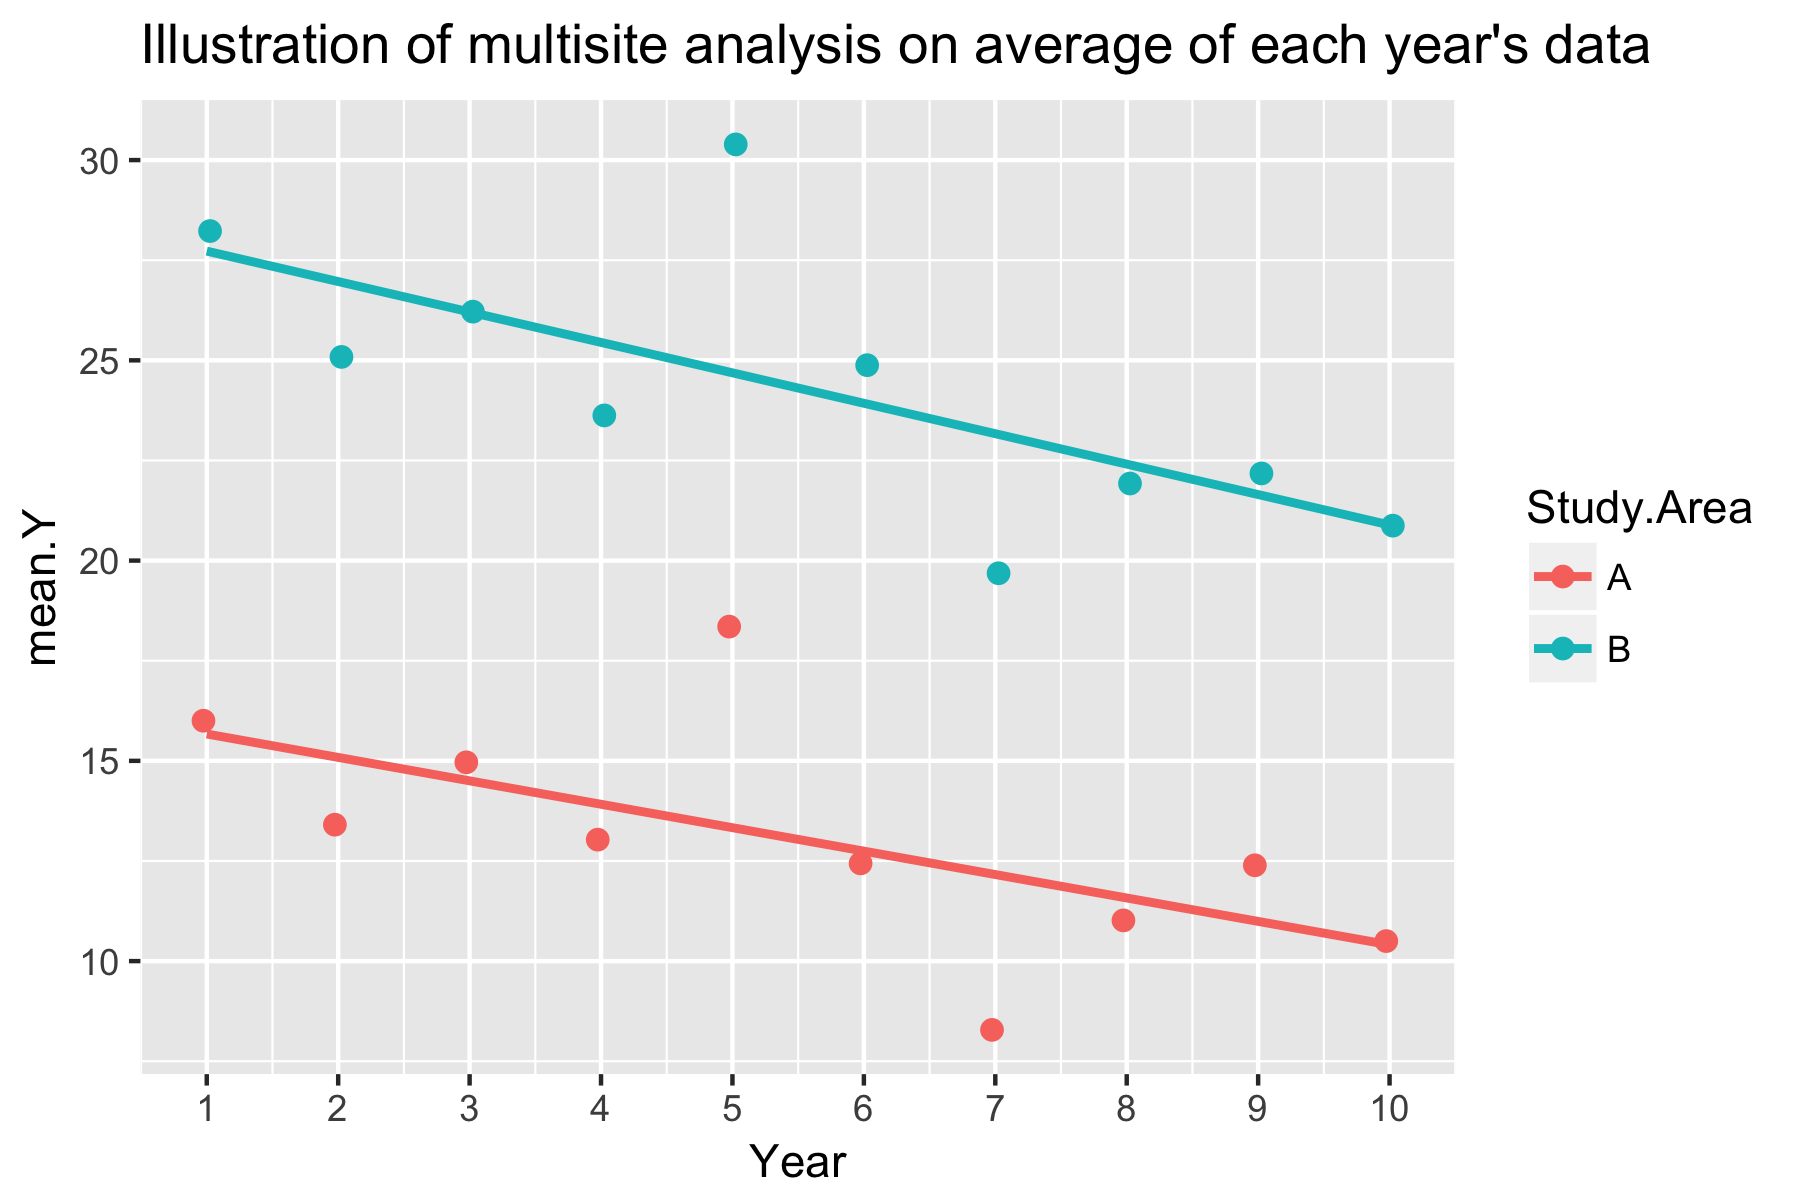 Illustration of multisite analysis on average of each year's data
30
25
20
15
10
mean.Y
1 2 3 4 5 6 7 8 9 10
Year
Study.Area
A
B